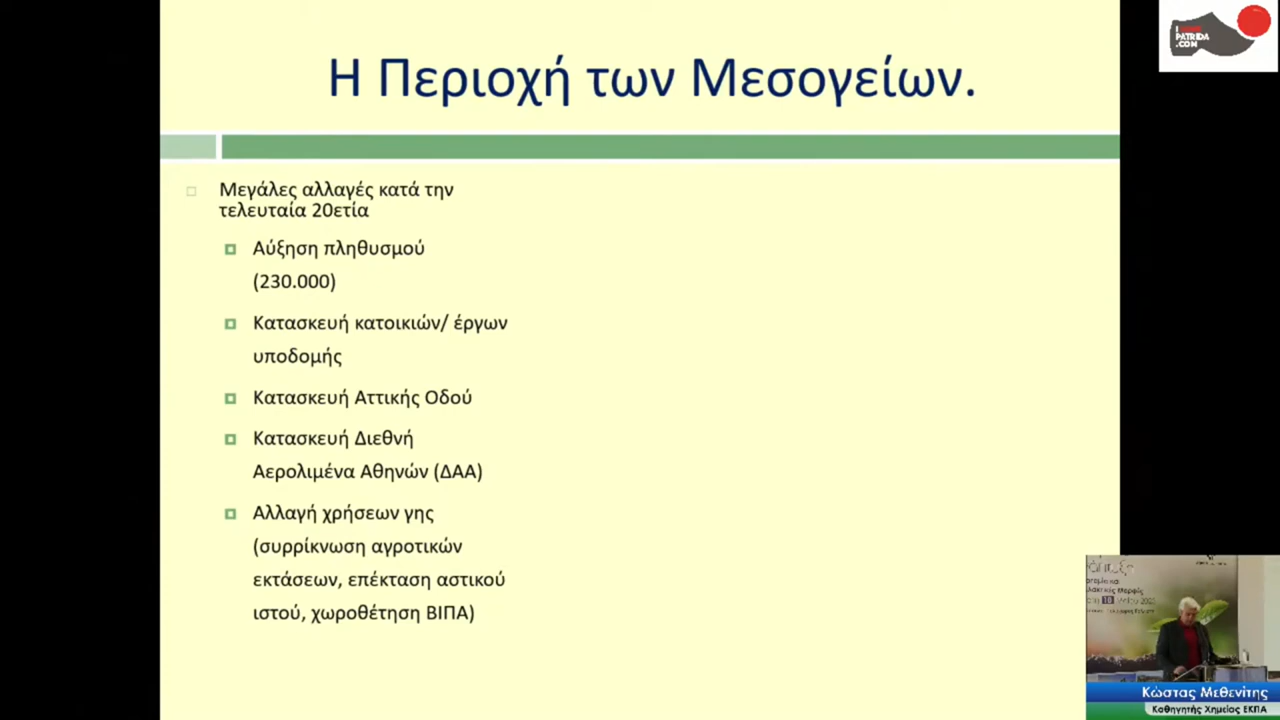 Η Περιοχή των Μεσογείων.
Μεγάλες αλλαγές κατά την
τελευταία 20ετία
Αύξηση πληθυσμού
(230.000)
Κατασκευή κατοικιών/ έργων
υποδομής
Κατασκευή Αττικής Οδού
Κατασκευή Διεθνή
Αερολιμένα Αθηνών (ΔΑΑ)
Αλλαγή χρήσεων γης
(συρρίκνωση αγροτικών
εκτάσεων, επέκταση αστικού
ιστού, χωροθέτηση ΒΙΠΑ)
PATRIDA
.COM
Κώστας Μεθενίτης
Καθηγητής Χημείας ΕΚΠΑ